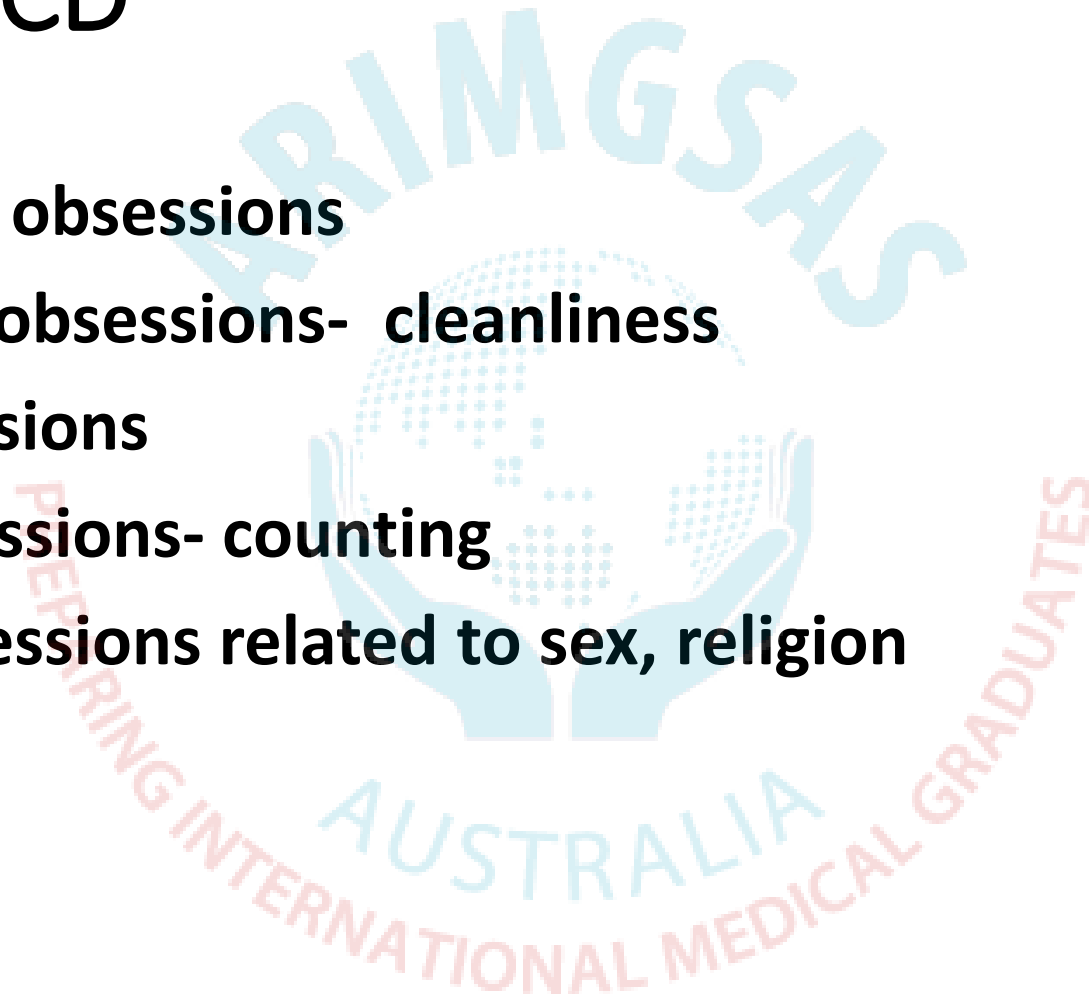 CD
obsessions
obsessions- cleanliness
sions
ssions- counting
essions related to sex, religion
ARIMGSAS
AUSTRALIA
PREPARING INTERNATIONAL MEDICAL GRADUATES